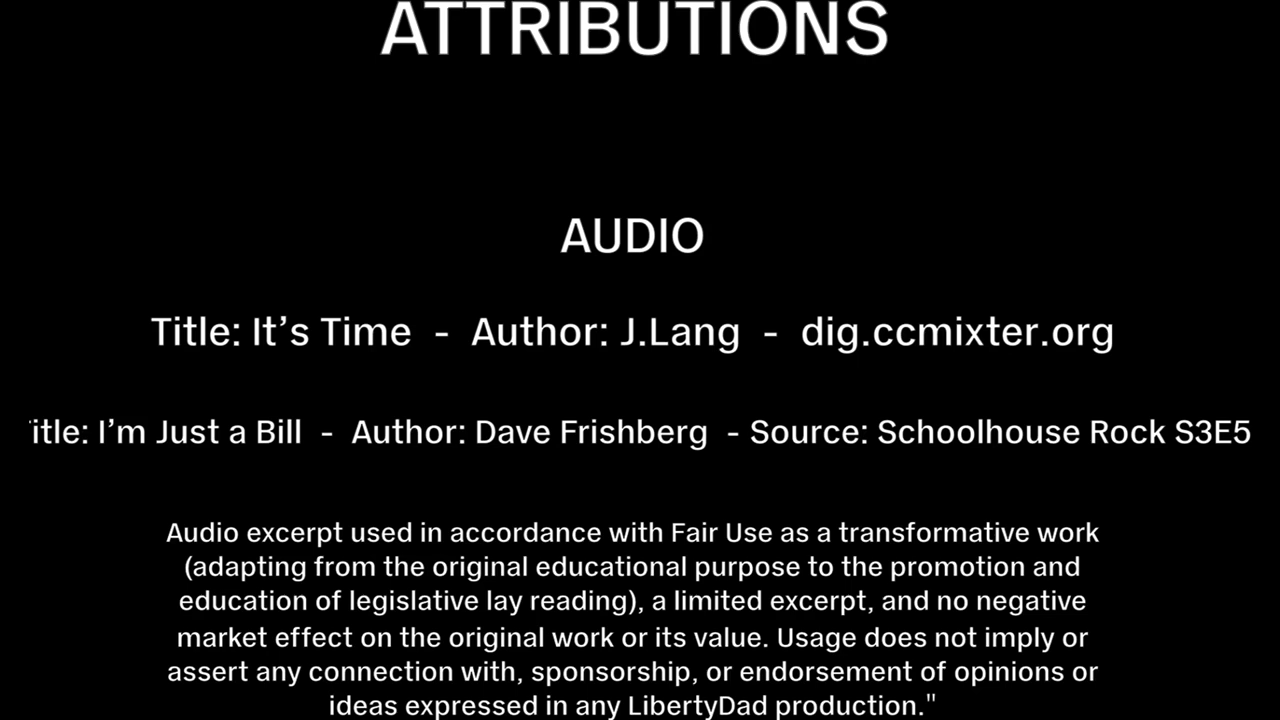 ATTRIBUTIONS
AUDIO
Title: It’s Time - Author: J.Lang - dig.ccmixter.org
itle: I’m Just a Bill - Author: Dave Frishberg - Source: Schoolhouse Rock S3E5
Audio excerpt used in accordance with Fair Use as a transformative work
(adapting from the original educational purpose to the promotion and
education of legislative lay reading), a limited excerpt, and no negative
market effect on the original work or its value. Usage does not imply or
assert any connection with, sponsorship, or endorsement of opinions or
ideas expressed in any LibertyDad production."